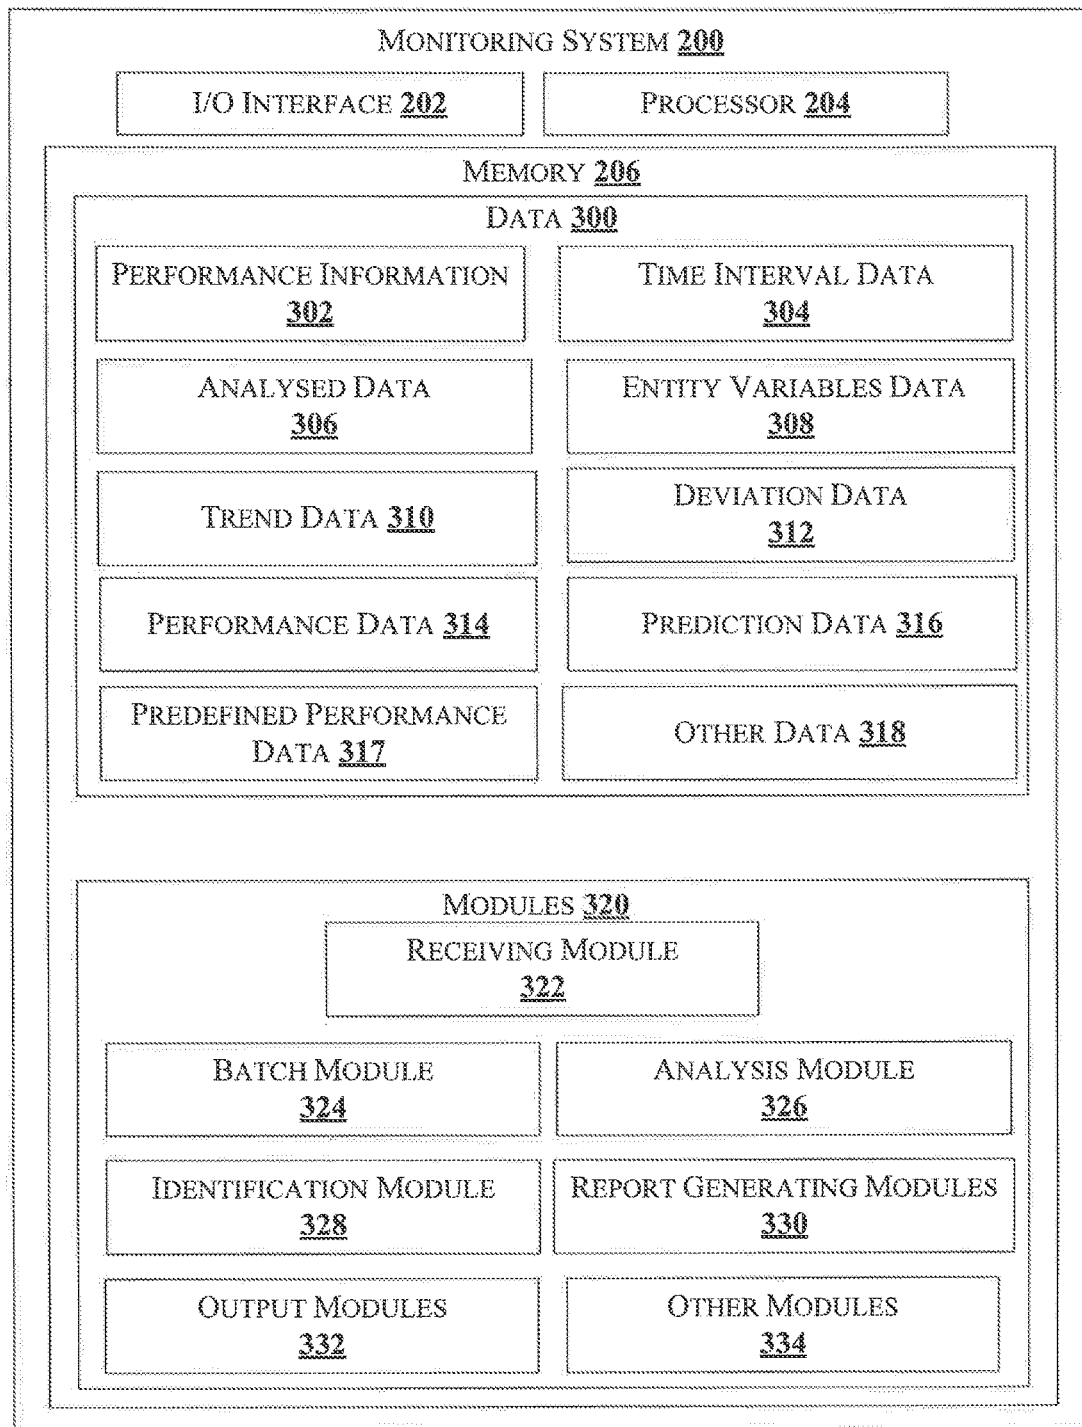 MONITORING SYSTEM 200
I/O INTERFACE 202
PROCESSOR 204
MEMORY 206
DATA 300
PERFORMANCE INFORMATION
302
TIME INTERVAL DATA
304
ANALYSED DATA
306
ENTITY VARIABLES DATA
308
TREND DATA 310
DEVIATION DATA
312
PERFORMANCE DATA 314
PREDICTION DATA 316
PREDEFINED PERFORMANCE
DATA 317
OTHER DATA 318
MODULES 320
RECEIVING MODULE
322
BATCH MODULE
324
ANALYSIS MODULE
326
IDENTIFICATION MODULE
328
REPORT GENERATING MODULES
330
OUTPUT MODULES
332
OTHER MODULES
334